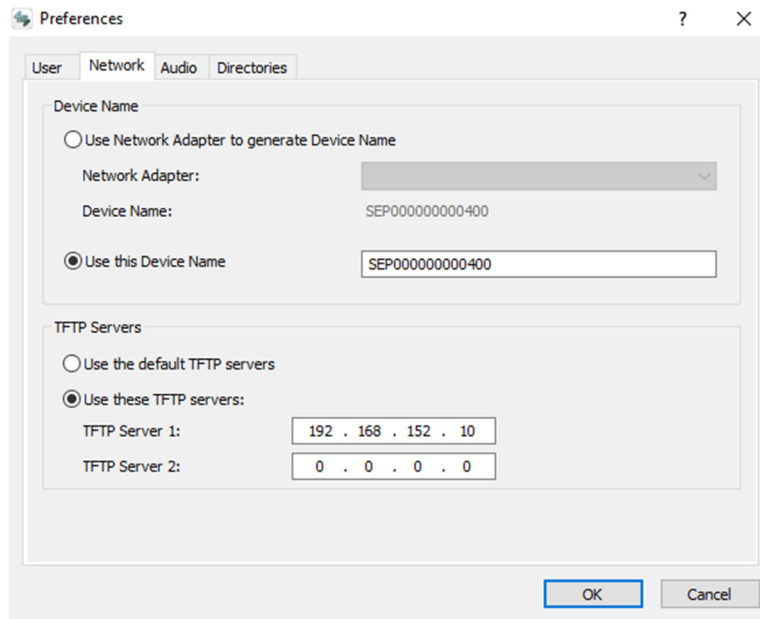 Preferences ?
User Network Audio Directories
Device Name
Use Network Adapter to generate Device Name
Network Adapter:
Device Name: SEP000000000400
Use this Device Name SEP000000000400
TFTP Servers
Use the default TFTP servers
Use these TFTP servers:
TFTP Server 1: 192 . 168 . 152 . 10
TFTP Server 2: 0 . 0 . 0 . 0
OK Cancel